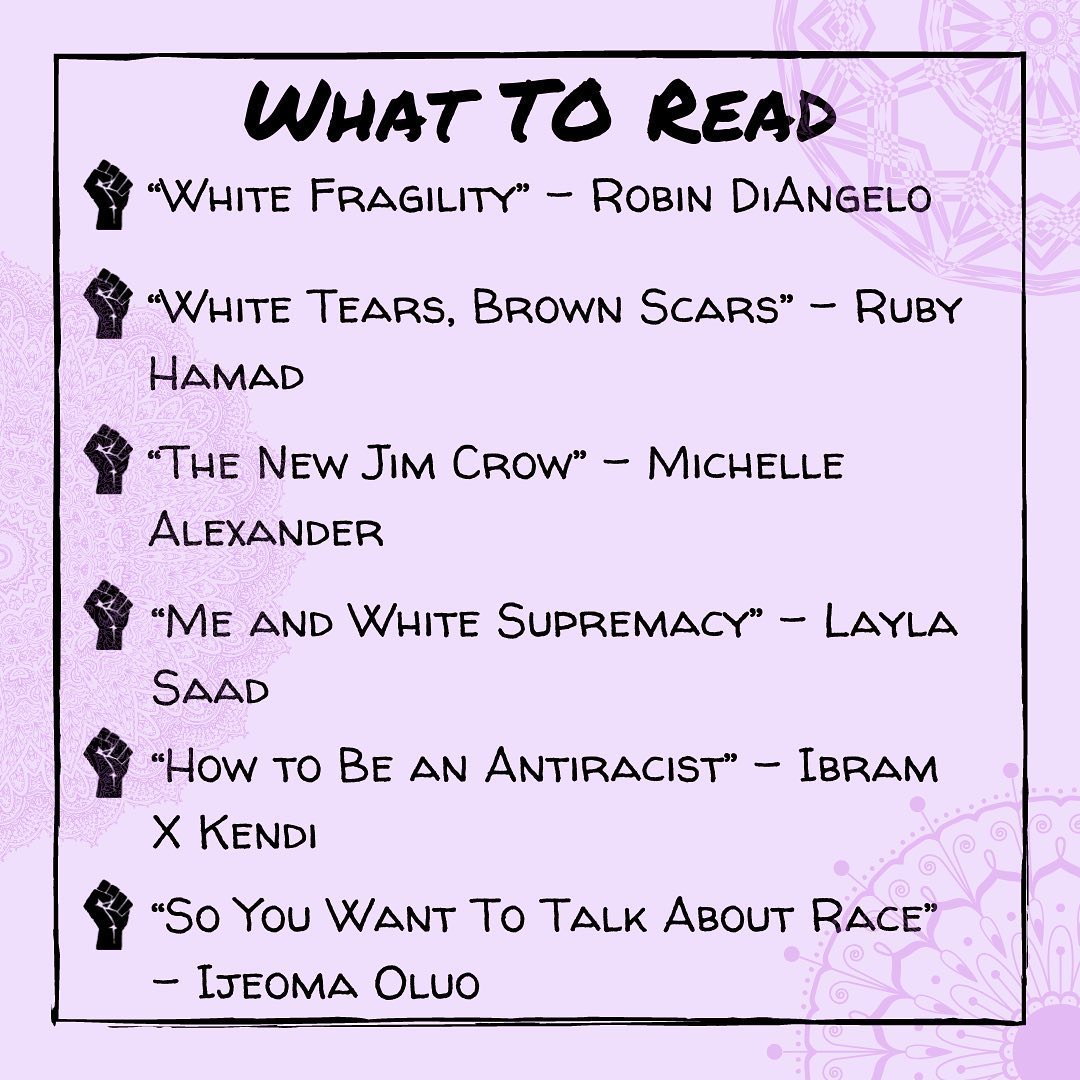 WHAT TO READ
“WHITE FRAGILITY” – ROBIN DIANGELO
“WHITE TEARS, BROWN SCARS” – RUBY
HAMAD
“THE NEW JIM CROW” – MICHELLE
ALEXANDER
“ME AND WHITE SUPREMACY” – LAYLA
SAAD
“HOW TO BE AN ANTIRACIST” – IBRAM
X KENDI
“SO YOU WANT TO TALK ABOUT RACE”
– IJEOMA OLUO